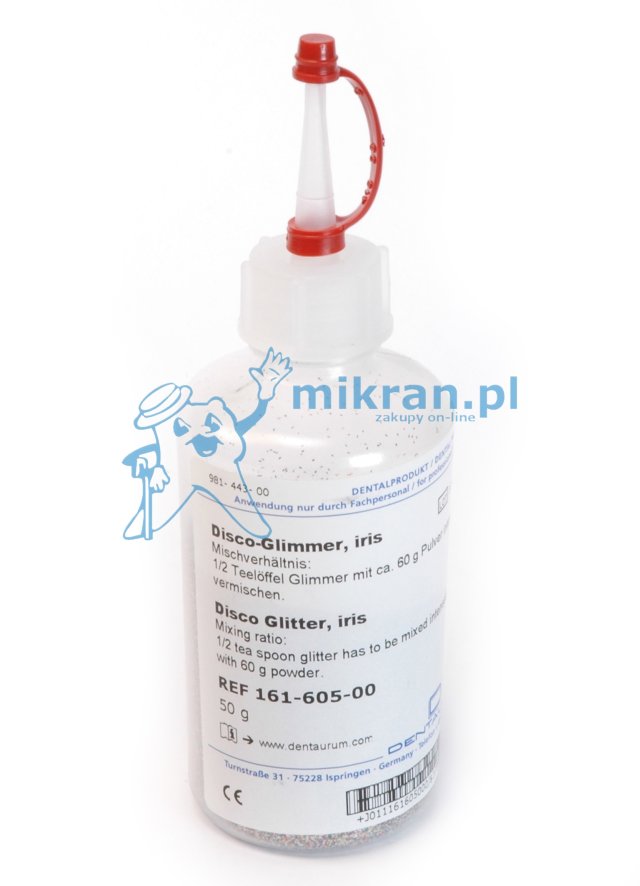 mikran.pl
zakupy on-line
981-443-00
DENTALPRODUKT /
Anwendung nur durch Fachpersonal / for
Disco-Glimmer, iris
Mischverhältnis:
1/2 Teelöffel Glimmer mit ca. 60 g Pulver
vermischen.
Disco Glitter, iris
Mixing ratio:
1/2 tea spoon glitter has to be mixed
with 60 g powder.
REF 161-605-00
50 g
i → www.dentaurum.com
Turnstraße 31 · 75228 Ispringen · Germany ·
CE